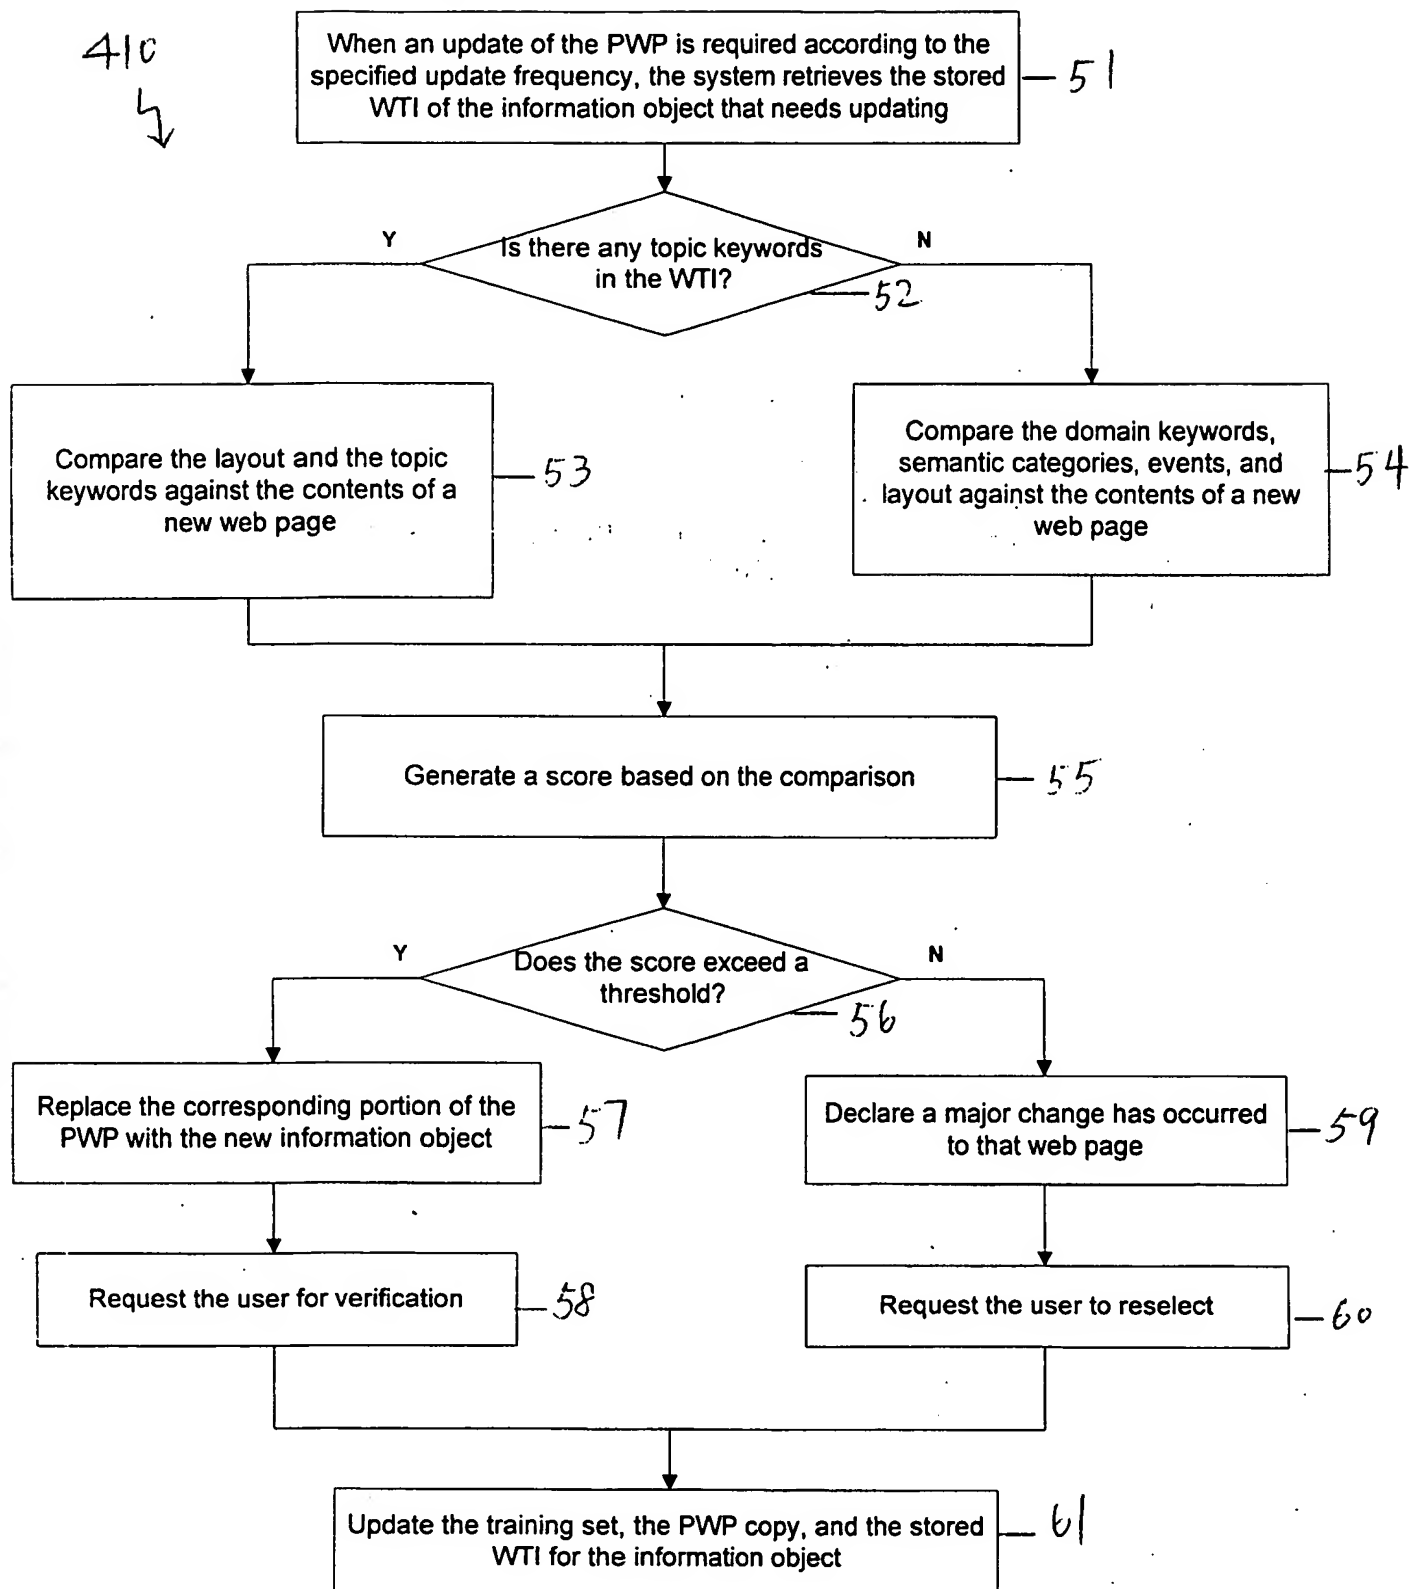 410
When an update of the PWP is required according to the
specified update frequency, the system retrieves the stored
WTI of the information object that needs updating
51
Y
N
Is there any topic keywords
in the WTI?
52
Compare the layout and the topic
keywords against the contents of a
new web page
53
Compare the domain keywords,
semantic categories, events, and
layout against the contents of a new
web page
54
Generate a score based on the comparison
55
Y
N
Does the score exceed a
threshold?
56
Replace the corresponding portion of the
PWP with the new information object
57
Declare a major change has occurred
to that web page
59
Request the user for verification
58
Request the user to reselect
60
Update the training set, the PWP copy, and the stored
WTI for the information object
61